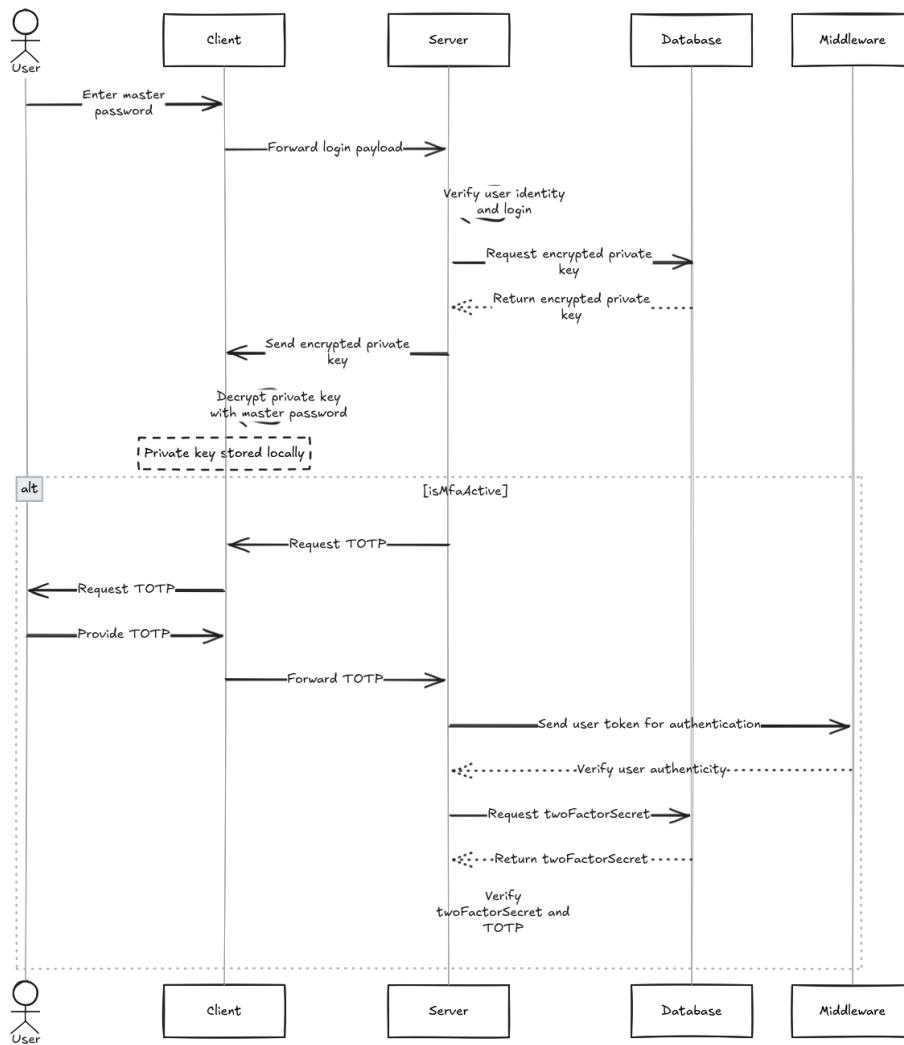 User
Client
Server
Database
Middleware
Enter master
password
Forward login payload
Verify user identity
and login
Request encrypted private
key
Return encrypted private
key
Send encrypted private
key
Decrypt private key
with master password
Private key stored locally
alt
[isMfaActive]
Request TOTP
Request TOTP
Provide TOTP
Forward TOTP
Send user token for authentication
Verify user authenticity
Request twoFactorSecret
Return twoFactorSecret
Verify
twoFactorSecret and
TOTP
User
Client
Server
Database
Middleware